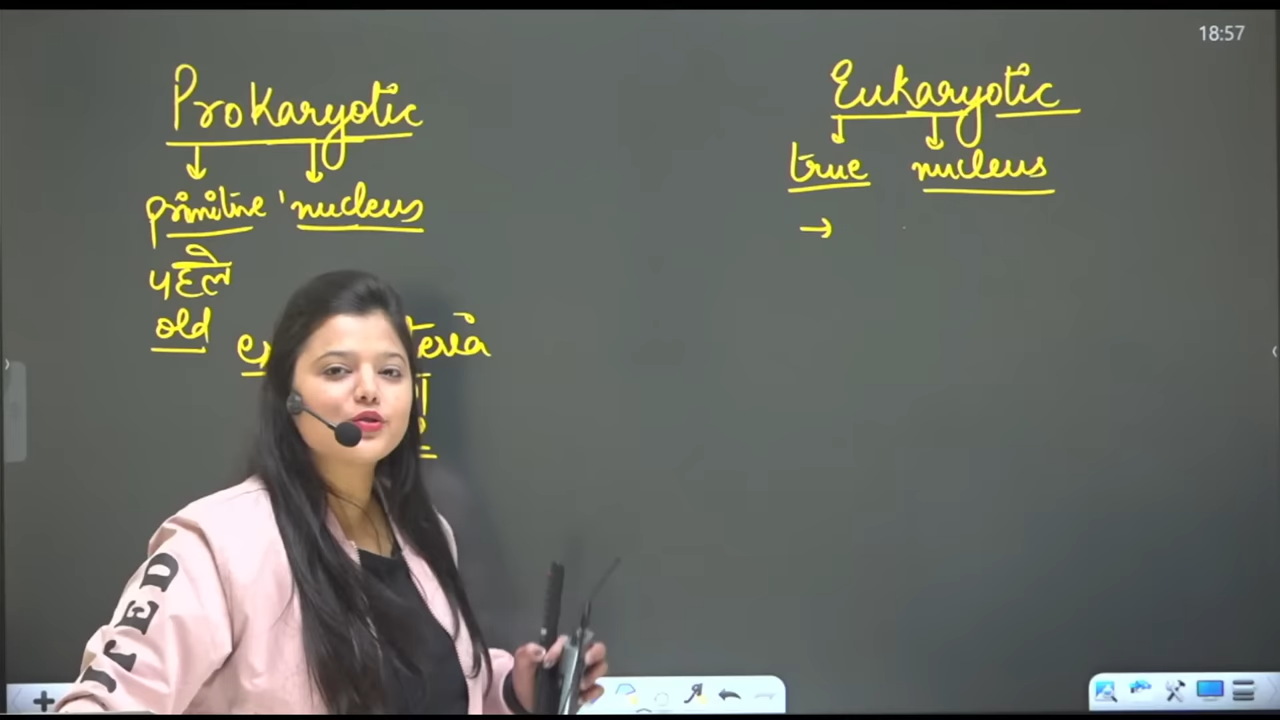 18:57
Prokaryotic
Eukaryotic
primitive nucleus
true nucleus
पहले
→
old